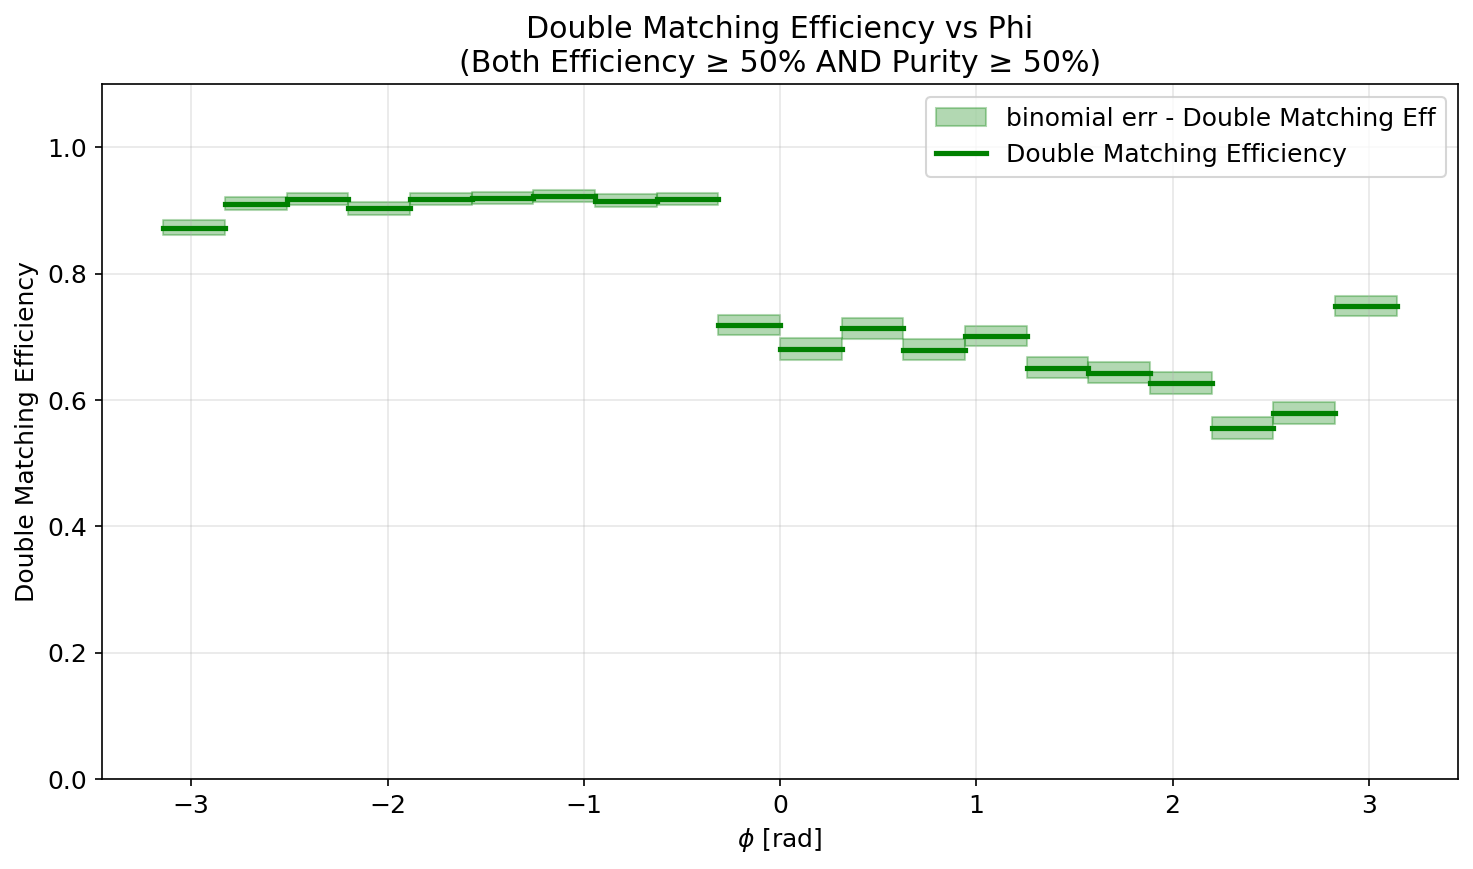 Double Matching Efficiency vs Phi
(Both Efficiency ≥ 50% AND Purity ≥ 50%)
binomial err - Double Matching Eff
Double Matching Efficiency
Double Matching Efficiency
1.0
0.8
0.6
0.4
0.2
0.0
−3 −2 −1 0 1 2 3
ϕ [rad]